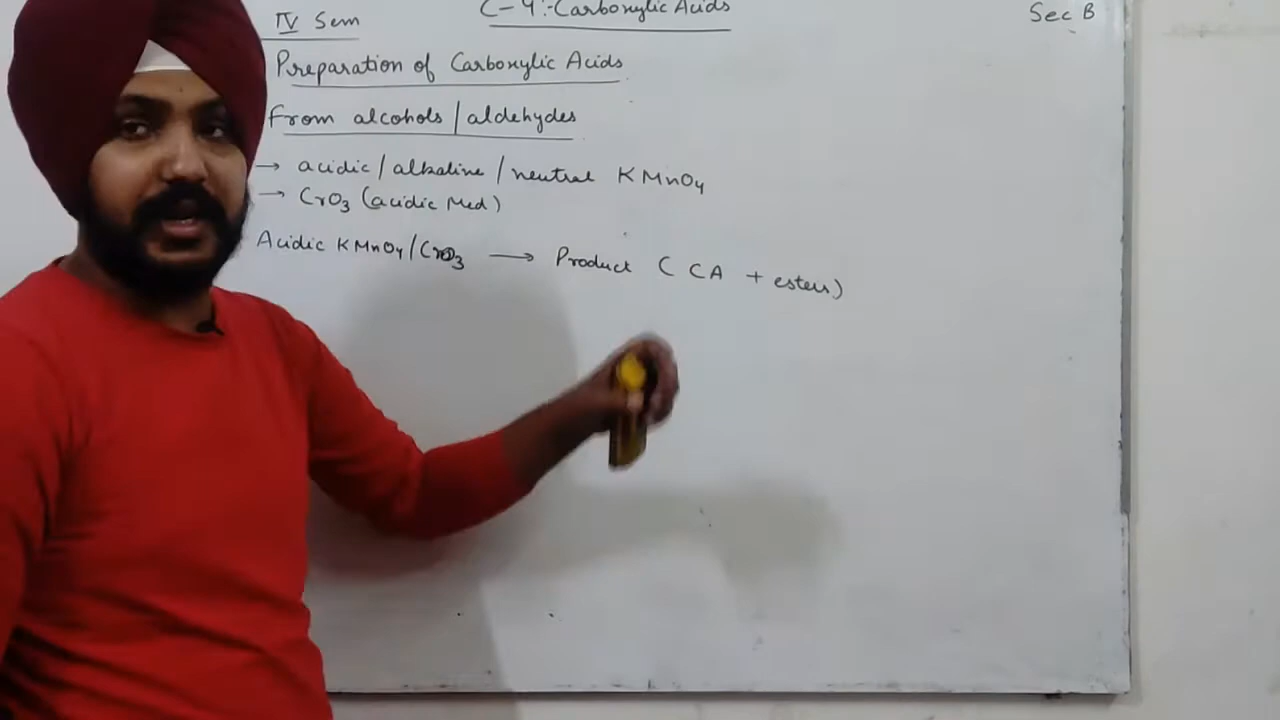 IV Sem
C-4:-Carboxylic Acids
Sec B
Preparation of Carboxylic Acids
From alcohols/aldehydes
→ acidic/alkaline/neutral KMnO4
→ CrO3 (acidic Med)
Acidic KMnO4/CrO3 → Product (CA + esters)